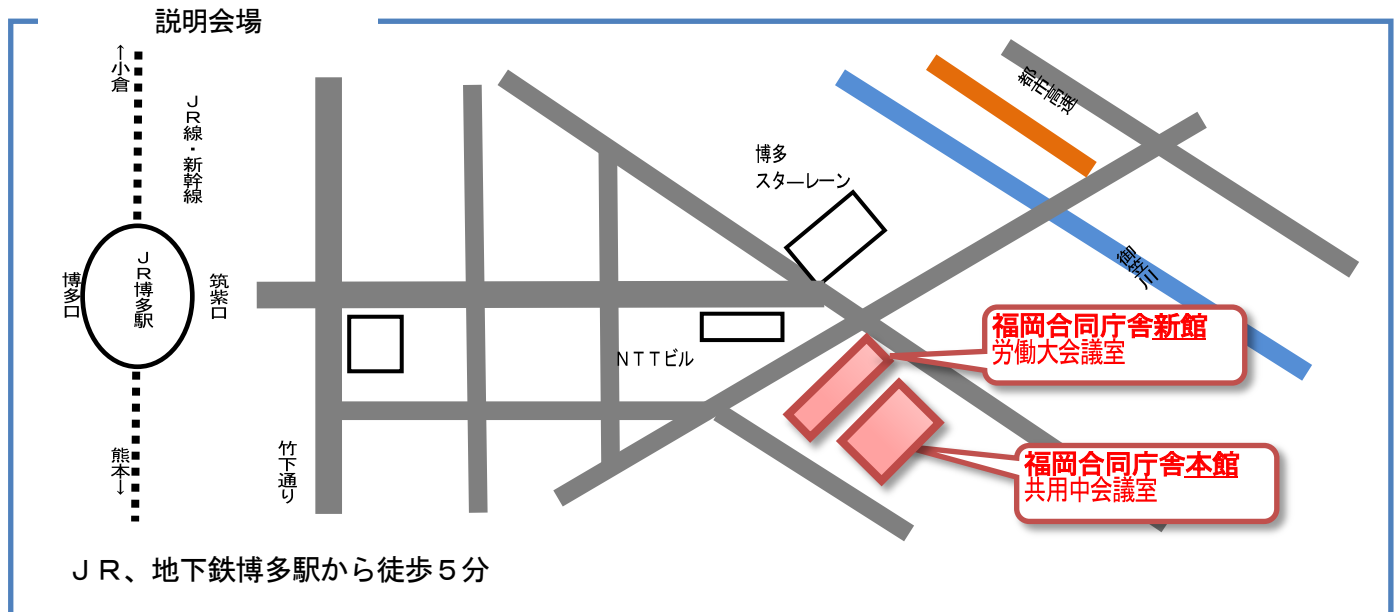 説明会場
↑小倉
JR線・新幹線
博多口
JR博多駅
筑紫口
熊本↓
竹下通り
博多
スターレーン
NTTビル
都市高速
御笠川
福岡合同庁舎新館
労働大会議室
福岡合同庁舎本館
共用中会議室
JR、地下鉄博多駅から徒歩5分